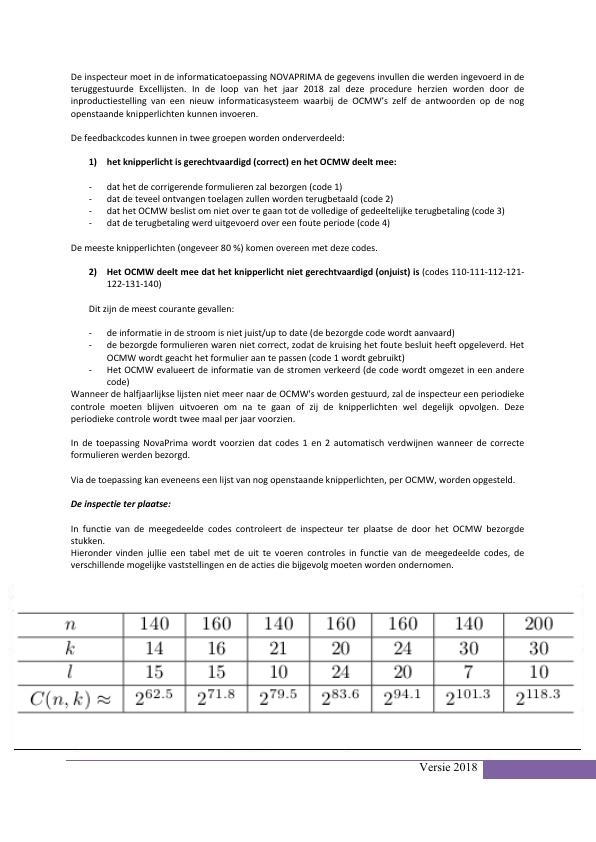 De inspecteur moet in de informaticatoepassing NOVAPRIMA de gegevens invullen die werden ingevoerd in de
teruggestuurde Excellijsten. In de loop van het jaar 2018 zal deze procedure herzien worden door de
inproductiestelling van een nieuw informaticasysteem waarbij de OCMW's zelf de antwoorden op de nog
openstaande knipperlichten kunnen invoeren.
De feedbackcodes kunnen in twee groepen worden onderverdeeld:
1) het knipperlicht is gerechtvaardigd (correct) en het OCMW deelt mee:
- dat het de corrigerende formulieren zal bezorgen (code 1)
- dat de teveel ontvangen toelagen zullen worden terugbetaald (code 2)
- dat het OCMW beslist om niet over te gaan tot de volledige of gedeeltelijke terugbetaling (code 3)
- dat de terugbetaling werd uitgevoerd over een foute periode (code 4)
De meeste knipperlichten (ongeveer 80 %) komen overeen met deze codes.
2) Het OCMW deelt mee dat het knipperlicht niet gerechtvaardigd (onjuist) is (codes 110-111-112-121-
122-131-140)
Dit zijn de meest courante gevallen:
- de informatie in de stroom is niet juist/up to date (de bezorgde code wordt aanvaard)
- de bezorgde formulieren waren niet correct, zodat de kruising het foute besluit heeft opgeleverd. Het
OCMW wordt geacht het formulier aan te passen (code 1 wordt gebruikt)
- Het OCMW evalueert de informatie van de stromen verkeerd (de code wordt omgezet in een andere
code)
Wanneer de halfjaarlijkse lijsten niet meer naar de OCMW's worden gestuurd, zal de inspecteur een periodieke
controle moeten blijven uitvoeren om na te gaan of zij de knipperlichten wel degelijk opvolgen. Deze
periodieke controle wordt twee maal per jaar voorzien.
In de toepassing NovaPrima wordt voorzien dat codes 1 en 2 automatisch verdwijnen wanneer de correcte
formulieren werden bezorgd.
Via de toepassing kan eveneens een lijst van nog openstaande knipperlichten, per OCMW, worden opgesteld.
De inspectie ter plaatse:
In functie van de meegedeelde codes controleert de inspecteur ter plaatse de door het OCMW bezorgde
stukken.
Hieronder vinden jullie een tabel met de uit te voeren controles in functie van de meegedeelde codes, de
verschillende mogelijke vaststellingen en de acties die bijgevolg moeten worden ondernomen.
n 140 160 140 160 160 140 200
k 14 16 21 20 24 30 30
l 15 15 10 24 20 7 10
C(n, k) ≈ 2^62.5 2^71.8 2^79.5 2^83.6 2^94.1 2^101.3 2^118.3
Versie 2018